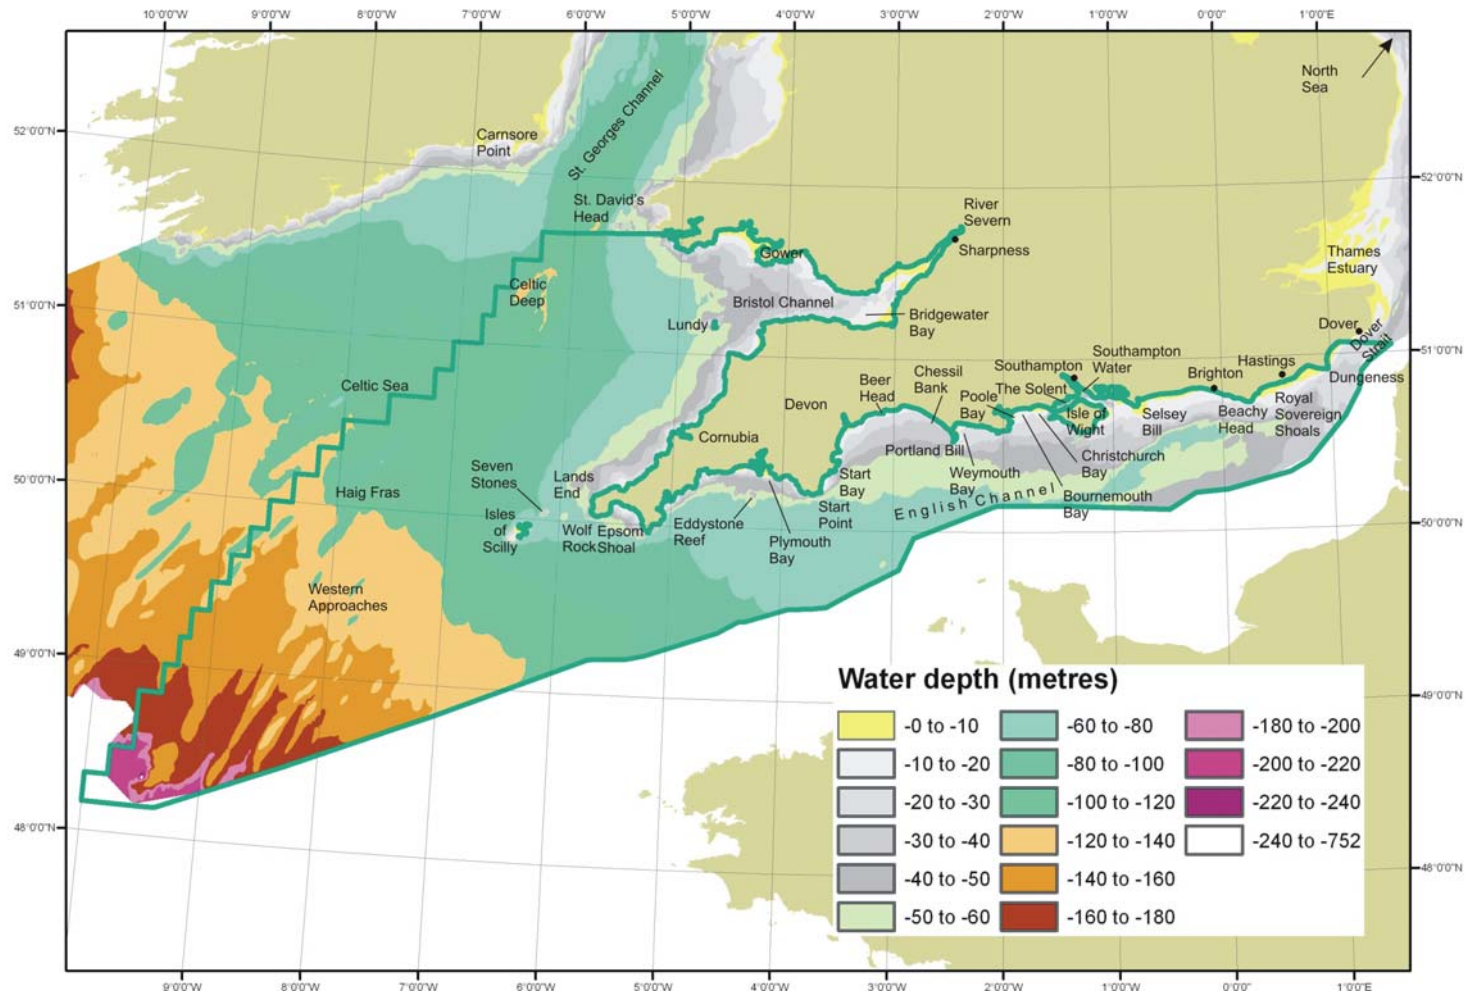 10°0'0"W
9°0'0"W
8°0'0"W
7°0'0"W
6°0'0"W
5°0'0"W
4°0'0"W
3°0'0"W
2°0'0"W
1°0'0"W
0°0'0"
1°0'0"E
North
Sea
52°0'0"N
Carnsore
Point
St. Georges Channel
52°0'0"N
St. David's
Head
River
Severn
Sharpness
Gower
Thames
Estuary
Celtic
Deep
51°0'0"N
Bristol Channel
Bridgewater
Bay
Lundy
Dover
Dover
Strait
51°0'0"N
Southampton
Southampton
Water
Hastings
Brighton
Dungeness
Celtic Sea
Beer
Head
Chessil
Bank
Poole
Bay
The Solent
Isle of
Wight
Selsey
Bill
Beachy
Head
Royal
Sovereign
Shoals
Devon
Cornubia
Portland Bill
Christchurch
Bay
Weymouth
Bay
Bournemouth
Bay
Seven
Stones
Lands
End
Start
Bay
50°0'0"N
Haig Fras
Isles
of
Scilly
Wolf
Rock
Epsom
Shoal
Eddystone
Reef
Plymouth
Bay
Start
Point
English Channel
50°0'0"N
Western
Approaches
49°0'0"N
49°0'0"N
Water depth (metres)
-0 to -10
-10 to -20
-20 to -30
-30 to -40
-40 to -50
-50 to -60
-60 to -80
-80 to -100
-100 to -120
-120 to -140
-140 to -160
-160 to -180
-180 to -200
-200 to -220
-220 to -240
-240 to -752
48°0'0"N
48°0'0"N
9°0'0"W
8°0'0"W
7°0'0"W
6°0'0"W
5°0'0"W
4°0'0"W
3°0'0"W
2°0'0"W
1°0'0"W
0°0'0"
1°0'0"E